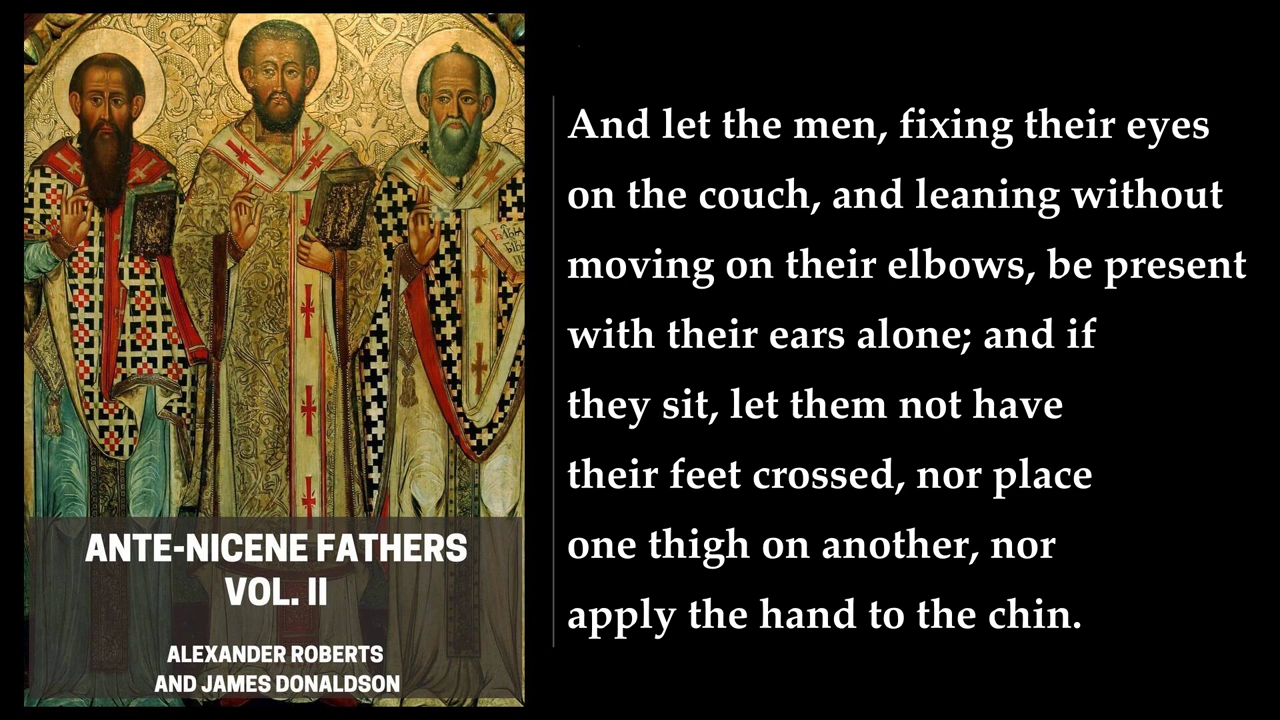 ANTE-NICENE FATHERS
VOL. II
ALEXANDER ROBERTS
AND JAMES DONALDSON
And let the men, fixing their eyes
on the couch, and leaning without
moving on their elbows, be present
with their ears alone; and if
they sit, let them not have
their feet crossed, nor place
one thigh on another, nor
apply the hand to the chin.